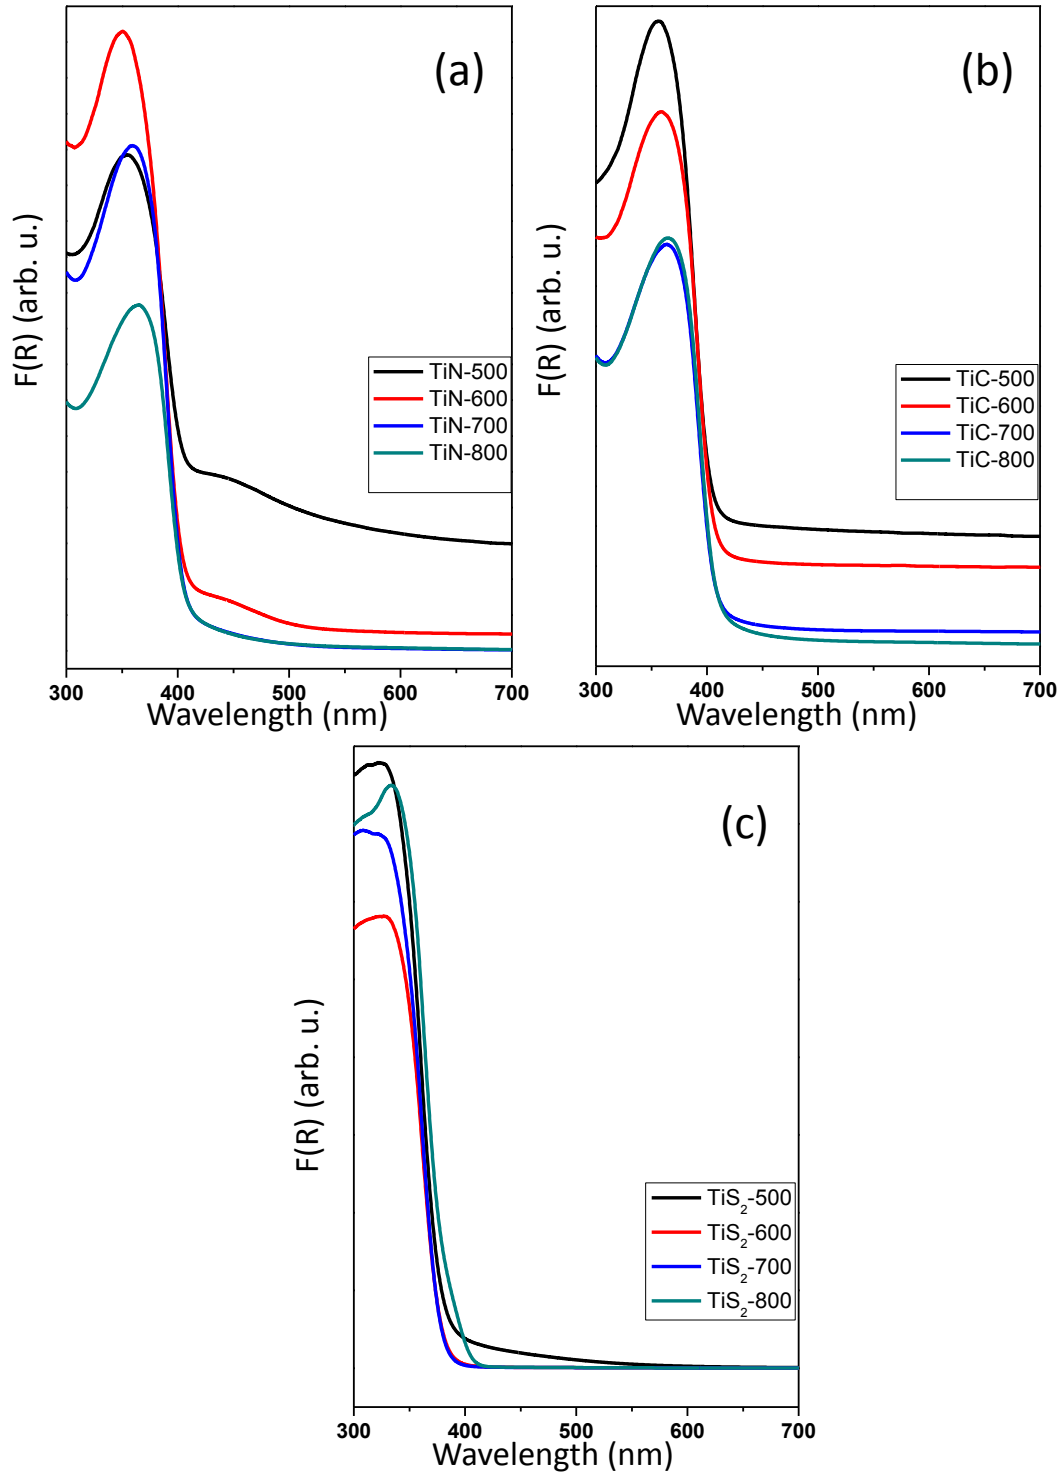 (a)
F(R) (arb. u.)
TiN-500
TiN-600
TiN-700
TiN-800
300 400 500 600 700
Wavelength (nm)
(b)
F(R) (arb. u.)
TiC-500
TiC-600
TiC-700
TiC-800
300 400 500 600 700
Wavelength (nm)
(c)
F(R) (arb. u.)
TiS₂-500
TiS₂-600
TiS₂-700
TiS₂-800
300 400 500 600 700
Wavelength (nm)